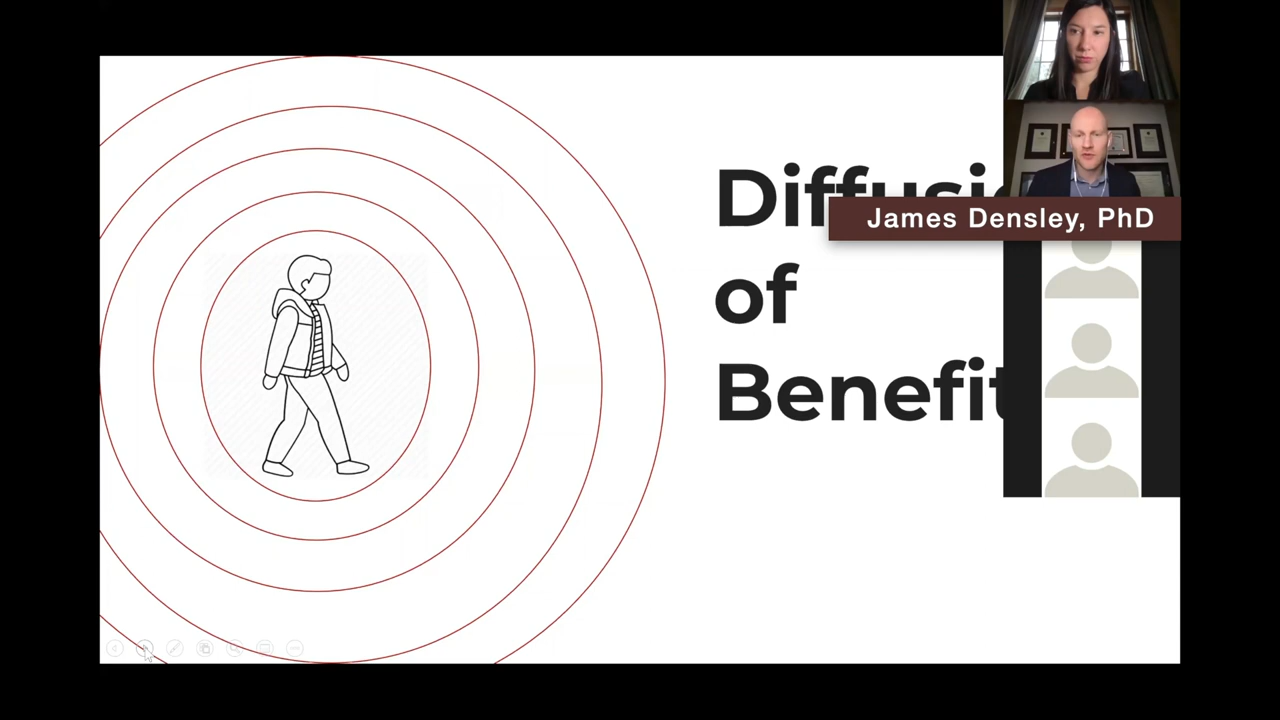 Diffusi
of
Benefit
James Densley, PhD